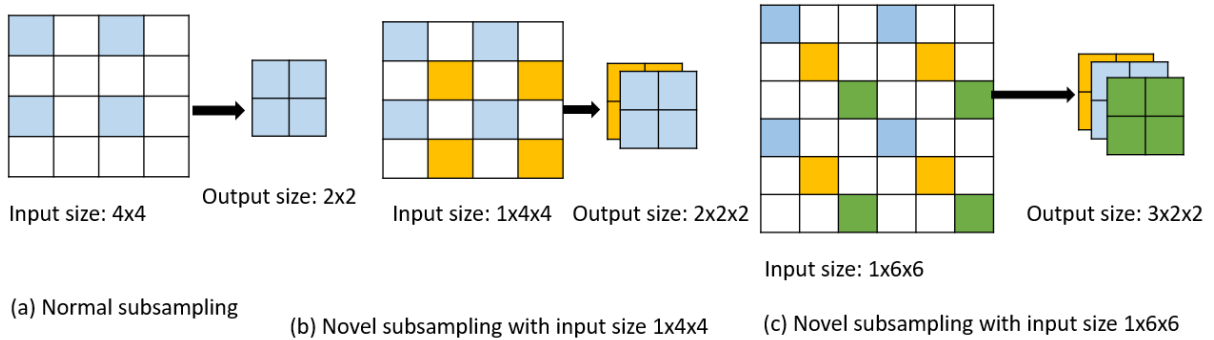 Input size: 4x4
Output size: 2x2
(a) Normal subsampling
Input size: 1x4x4
Output size: 2x2x2
(b) Novel subsampling with input size 1x4x4
Input size: 1x6x6
Output size: 3x2x2
(c) Novel subsampling with input size 1x6x6